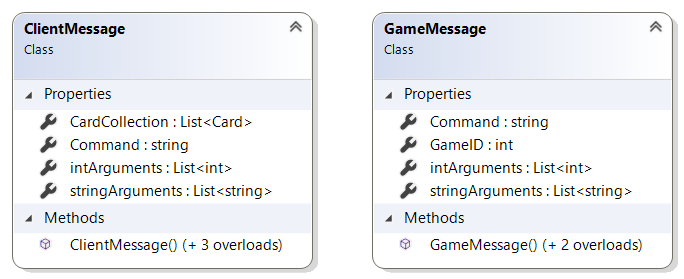 ClientMessage
Class
Properties
CardCollection : List<Card>
Command : string
intArguments : List<int>
stringArguments : List<string>
Methods
ClientMessage() (+ 3 overloads)
GameMessage
Class
Properties
Command : string
GameID : int
intArguments : List<int>
stringArguments : List<string>
Methods
GameMessage() (+ 2 overloads)